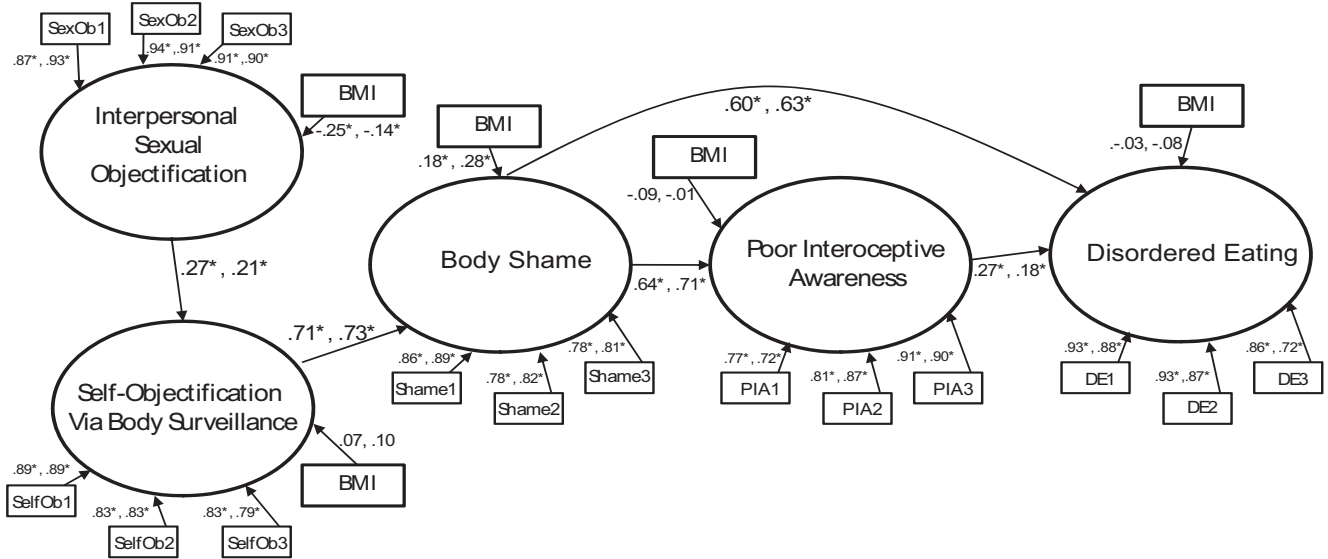 SexOb1
SexOb2
SexOb3
.87*, .93*
.94*, .91*
.91*, .90*
BMI
-.25*, -.14*
Interpersonal
Sexual
Objectification
.27*, .21*
Self-Objectification
Via Body Surveillance
.89*, .89*
SelfOb1
.83*, .83*
SelfOb2
.83*, .79*
SelfOb3
.07, .10
BMI
.71*, .73*
BMI
.18*, .28*
Body Shame
.86*, .89*
Shame1
.78*, .82*
Shame2
.78*, .81*
Shame3
.60*, .63*
.64*, .71*
BMI
-.09, -.01
Poor Interoceptive
Awareness
.77*, .72*
PIA1
.81*, .87*
PIA2
.91*, .90*
PIA3
.27*, .18*
BMI
.-.03, -.08
Disordered Eating
.93*, .88*
DE1
.93*, .87*
DE2
.86*, .72*
DE3